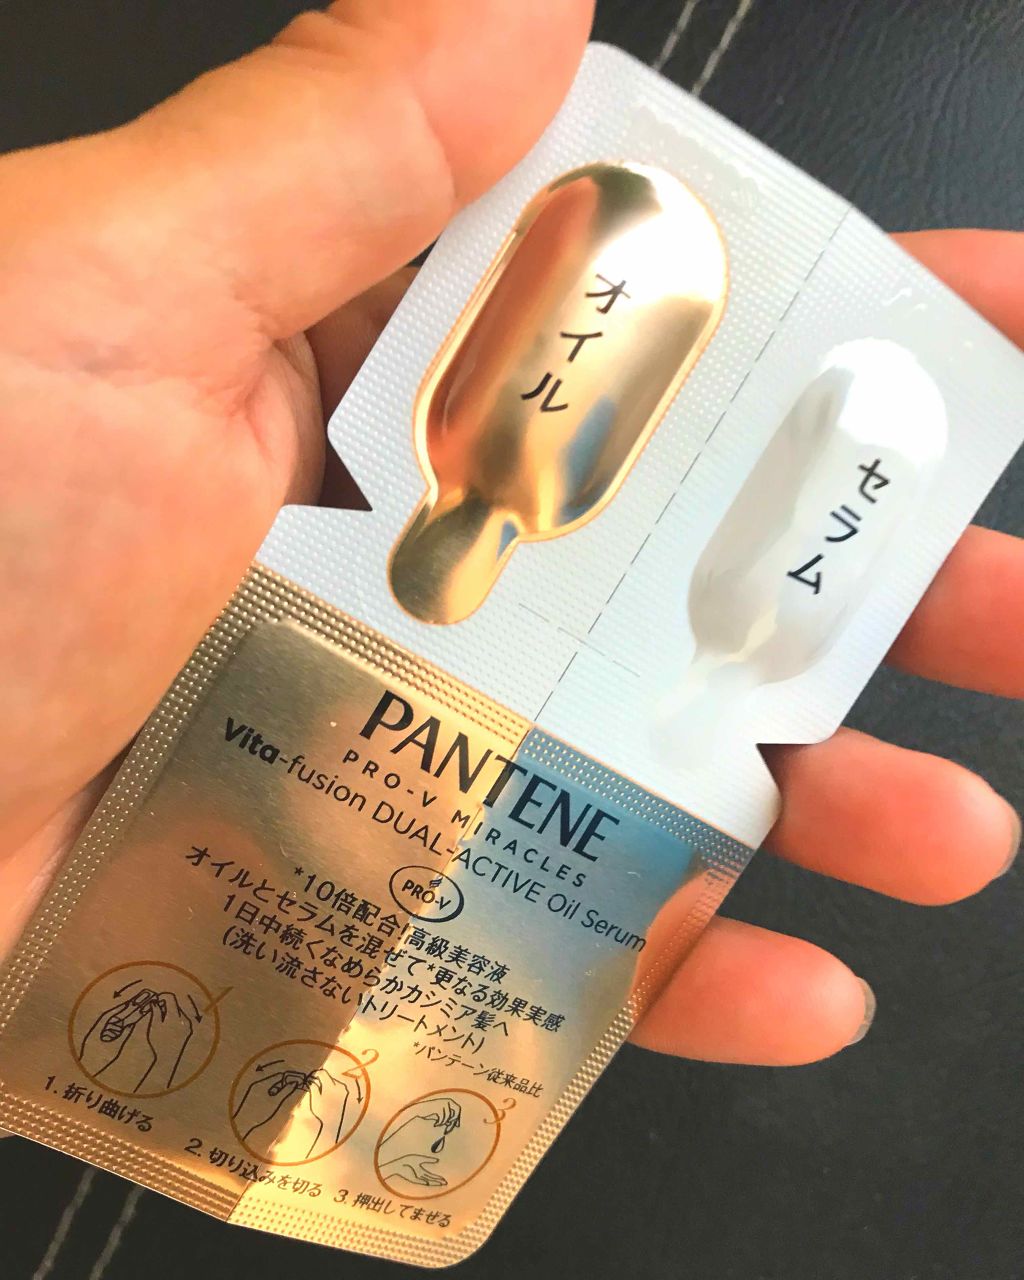 オイル
セラム
PANTENE
PRO-V MIRACLES
Vita-fusion DUAL-ACTIVE Oil Serum
PRO-V
*10倍配合!高級美容液
オイルとセラムを混ぜて*更なる効果実感
1日中続くなめらかカシミア髪へ
(洗い流さないトリートメント)
*パンテーン従来品比
1
2
3
1. 折り曲げる
2. 切り込みを切る
3. 押出してまぜる